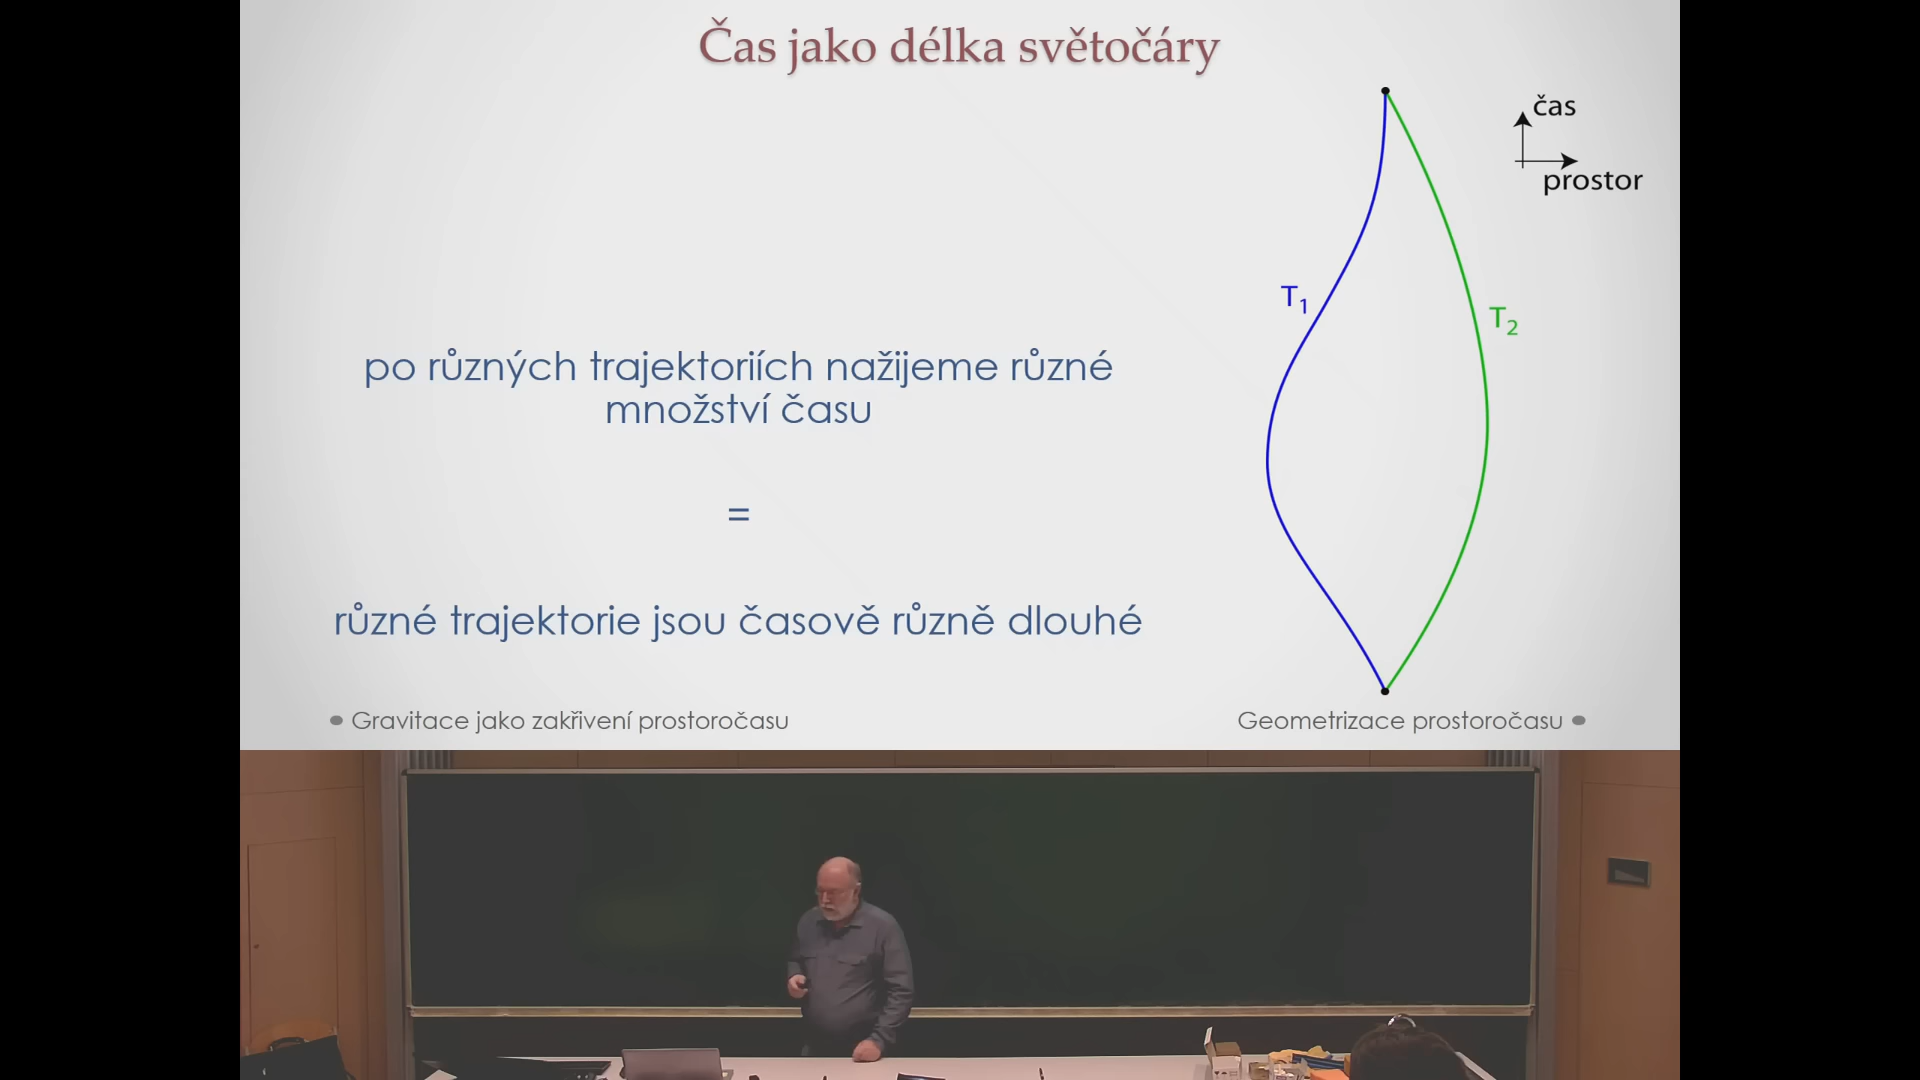 Čas jako délka světočáry
čas
prostor
T1
T2
po různých trajektoriích nažijeme různé
množství času
=
různé trajektorie jsou časově různě dlouhé
Gravitace jako zakřivení prostoročasu
Geometrizace prostoročasu